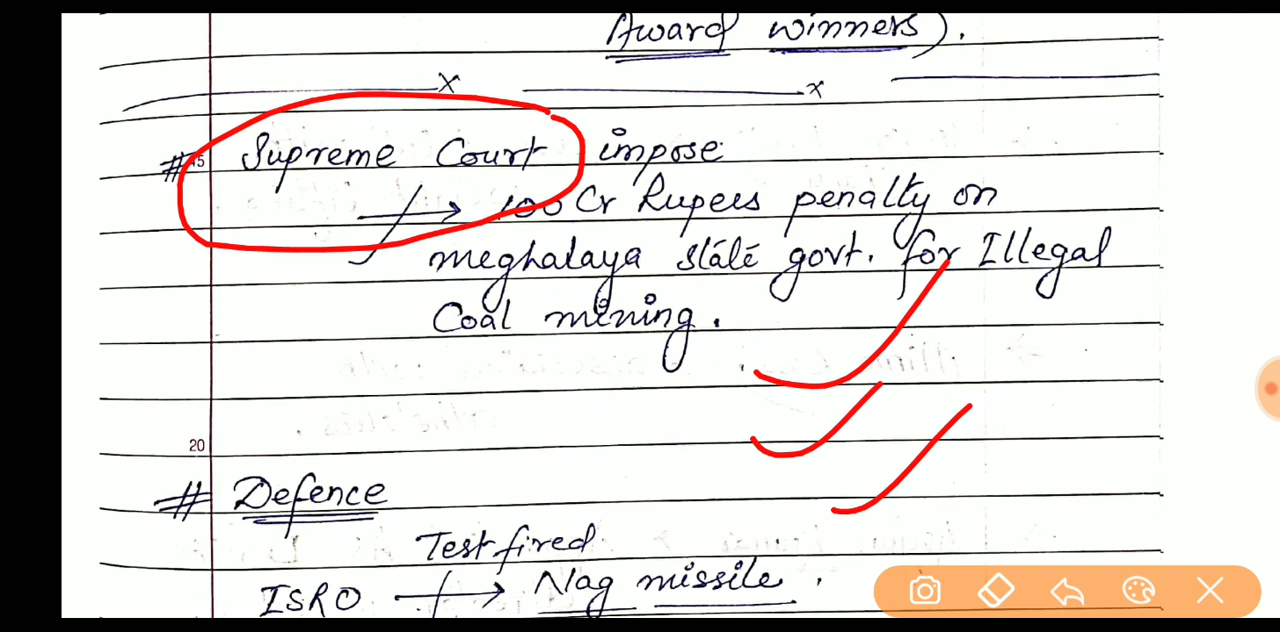 Award winners).
x x
# 15 Supreme Court impose
→ 100 Cr Rupees penalty on
meghalaya state govt. for Illegal
Coal mining.
20
# Defence
Test fired
ISRO → Nag missile.